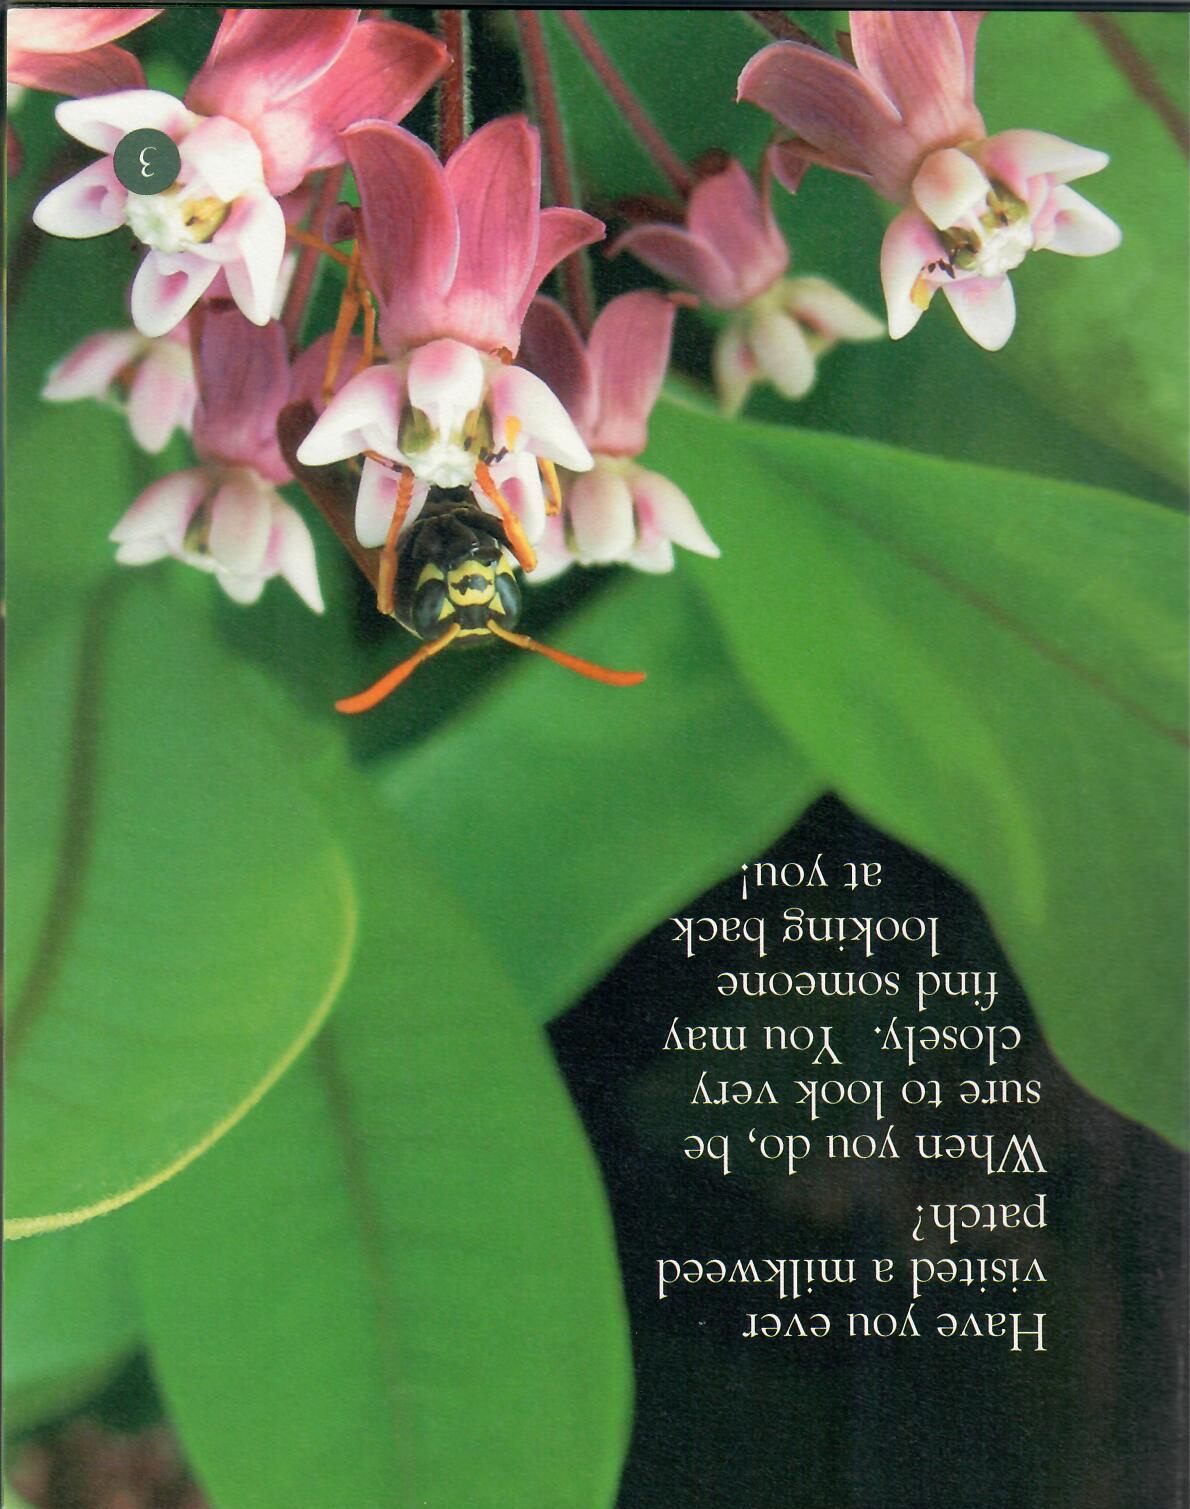 Have you ever
visited a milkweed
patch?
When you do, be
sure to look very
closely. You may
find someone
looking back
at you!
3